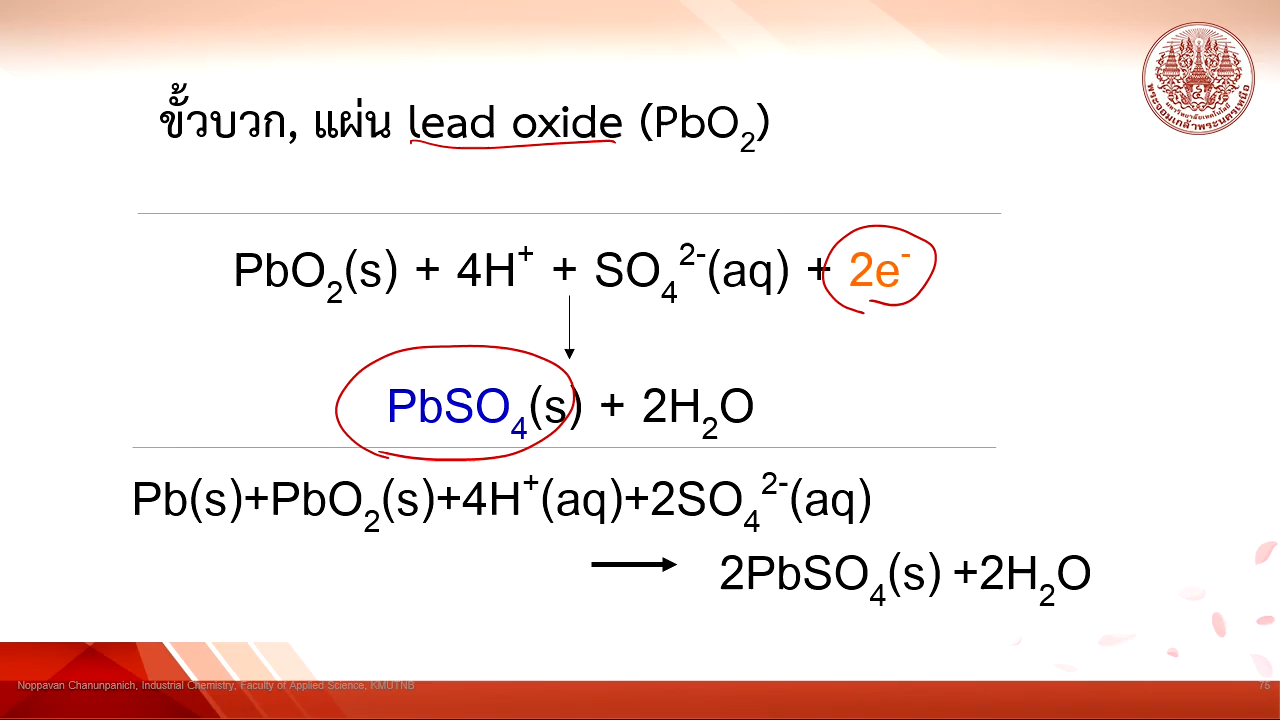 ขั้วบวก, แผ่น lead oxide (PbO₂)
PbO₂(s) + 4H⁺ + SO₄²⁻(aq) + 2e⁻
PbSO₄(s) + 2H₂O
Pb(s)+PbO₂(s)+4H⁺(aq)+2SO₄²⁻(aq)
2PbSO₄(s) +2H₂O
Noppavan Chanunpanich, Industrial Chemistry, Faculty of Applied Science, KMUTNB
75